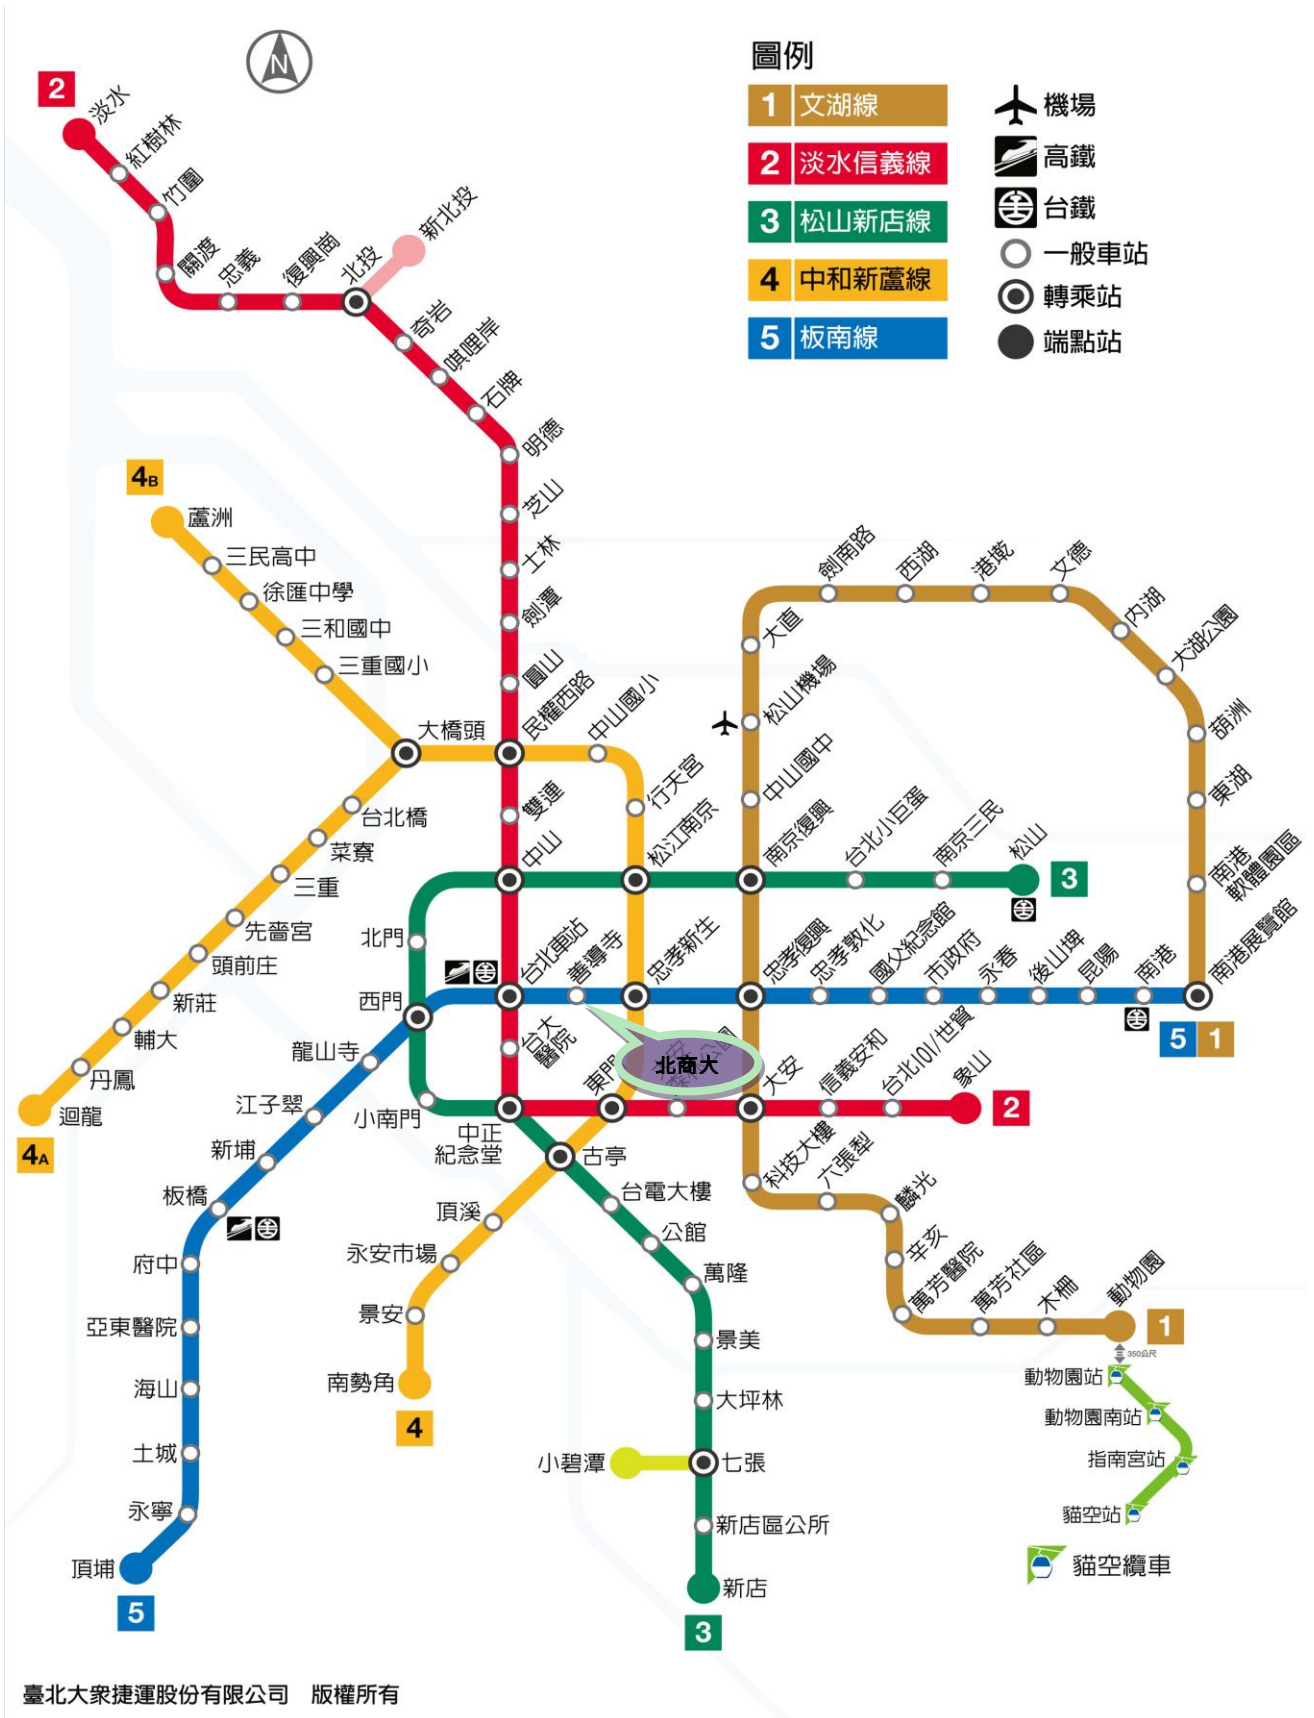 N
圖例
1 文湖線
2 淡水信義線
3 松山新店線
4 中和新蘆線
5 板南線
機場
高鐵
台鐵
一般車站
轉乘站
端點站
2
淡水
紅樹林
竹圍
關渡
忠義
復興崗
北投
新北投
奇岩
唭哩岸
石牌
明德
芝山
士林
劍潭
圓山
民權西路
雙連
中山
台北車站
台大
醫院
中正
紀念堂
東門
大安
信義安和
台北101/世貿
象山
2
4B
蘆洲
三民高中
徐匯中學
三和國中
三重國小
大橋頭
中山國小
行天宮
松江南京
忠孝新生
台北橋
菜寮
三重
先嗇宮
頭前庄
新莊
輔大
丹鳳
迴龍
4A
古亭
頂溪
永安市場
景安
南勢角
4
劍南路
西湖
港墘
文德
內湖
大湖公園
葫洲
東湖
南港
軟體園區
南港展覽館
5 1
大直
松山機場
中山國中
南京復興
忠孝復興
科技大樓
六張犁
麟光
辛亥
萬芳醫院
萬芳社區
木柵
動物園
1
350公尺
動物園站
動物園南站
指南宮站
貓空站
貓空纜車
台北小巨蛋
南京三民
松山
3
北門
西門
小南門
台電大樓
公館
萬隆
景美
大坪林
七張
小碧潭
新店區公所
新店
3
善導寺
忠孝敦化
國父紀念館
市政府
永春
後山埤
昆陽
南港
北商大
龍山寺
江子翠
新埔
板橋
府中
亞東醫院
海山
土城
永寧
頂埔
5
臺北大眾捷運股份有限公司 版權所有